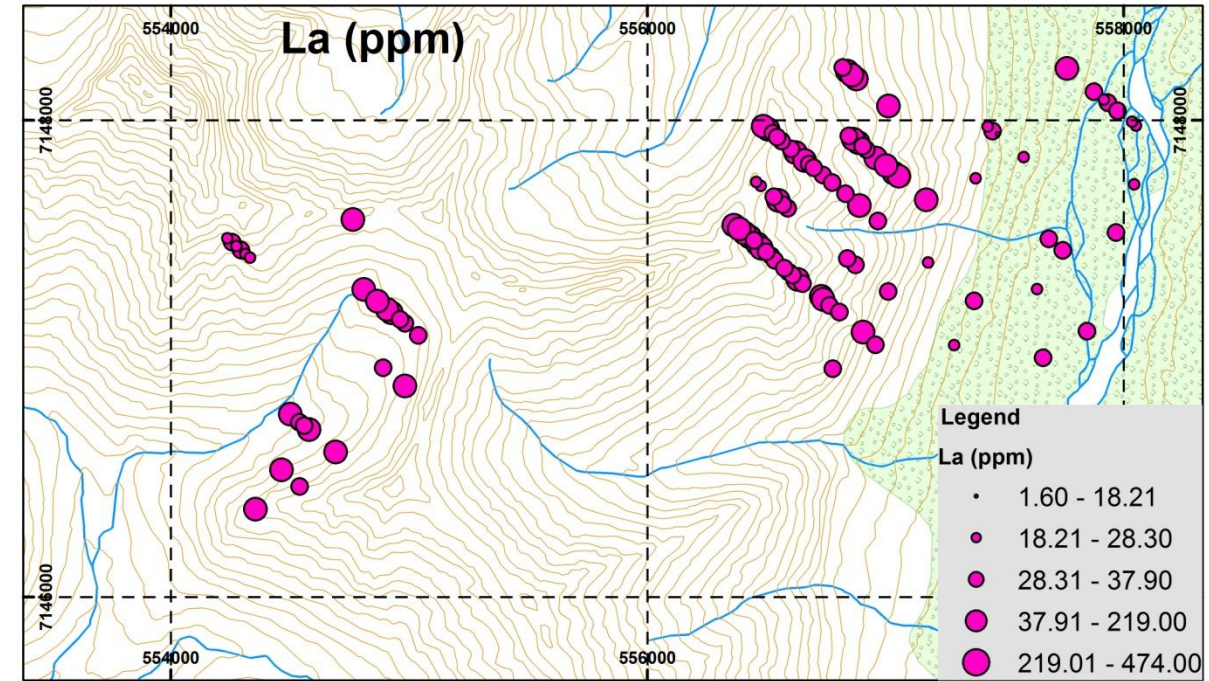 554000
556000
558000
La (ppm)
7148000
7148000
Legend
La (ppm)
1.60 - 18.21
18.21 - 28.30
28.31 - 37.90
37.91 - 219.00
219.01 - 474.00
7146000
554000
556000